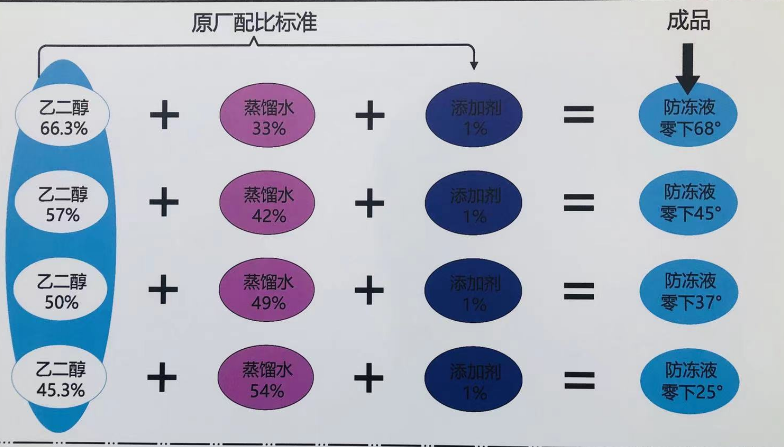 原厂配比标准
成品
乙二醇
66.3%
+
蒸馏水
33%
+
添加剂
1%
=
防冻液
零下68°
乙二醇
57%
+
蒸馏水
42%
+
添加剂
1%
=
防冻液
零下45°
乙二醇
50%
+
蒸馏水
49%
+
添加剂
1%
=
防冻液
零下37°
乙二醇
45.3%
+
蒸馏水
54%
+
添加剂
1%
=
防冻液
零下25°